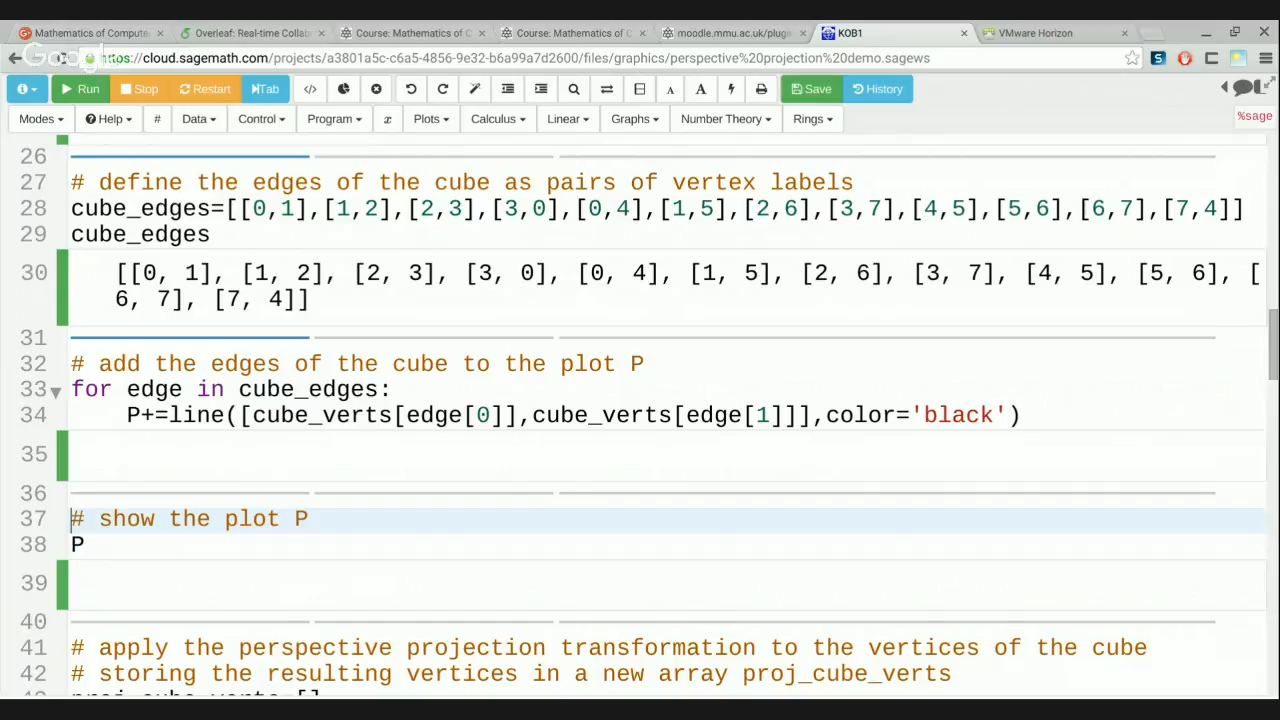 Mathematics of Compute
Overleaf: Real-time Collab
Course: Mathematics of C
Course: Mathematics of C
moodle.mmu.ac.uk/plugi
KOB1
VMware Horizon
https://cloud.sagemath.com/projects/a3801a5c-c6a5-4856-9e32-b6a99a7d26f0/files/graphics/perspective%20projection%20demo.sagews
Run Stop Restart Tab </> A A Save History
Modes Help # Data Control Program x Plots Calculus Linear Graphs Number Theory Rings %sage
26
27 # define the edges of the cube as pairs of vertex labels
28 cube_edges=[[0,1],[1,2],[2,3],[3,0],[0,4],[1,5],[2,6],[3,7],[4,5],[5,6],[6,7],[7,4]]
29 cube_edges
30 [[0, 1], [1, 2], [2, 3], [3, 0], [0, 4], [1, 5], [2, 6], [3, 7], [4, 5], [5, 6], [
6, 7], [7, 4]]
31
32 # add the edges of the cube to the plot P
33 for edge in cube_edges:
34 P+=line([cube_verts[edge[0]],cube_verts[edge[1]]],color='black')
35
36
37 # show the plot P
38 P
39
40
41 # apply the perspective projection transformation to the vertices of the cube
42 # storing the resulting vertices in a new array proj_cube_verts